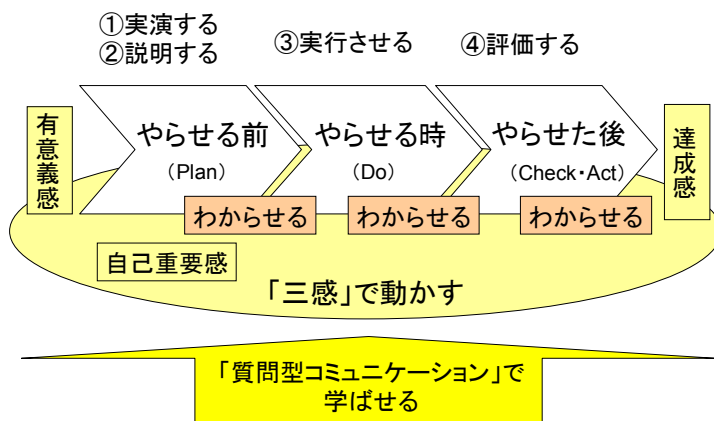 ①実演する
②説明する
③実行させる
④評価する
有意義感
やらせる前
(Plan)
やらせる時
(Do)
やらせた後
(Check・Act)
達成感
わからせる
わからせる
わからせる
自己重要感
「三感」で動かす
「質問型コミュニケーション」で
学ばせる